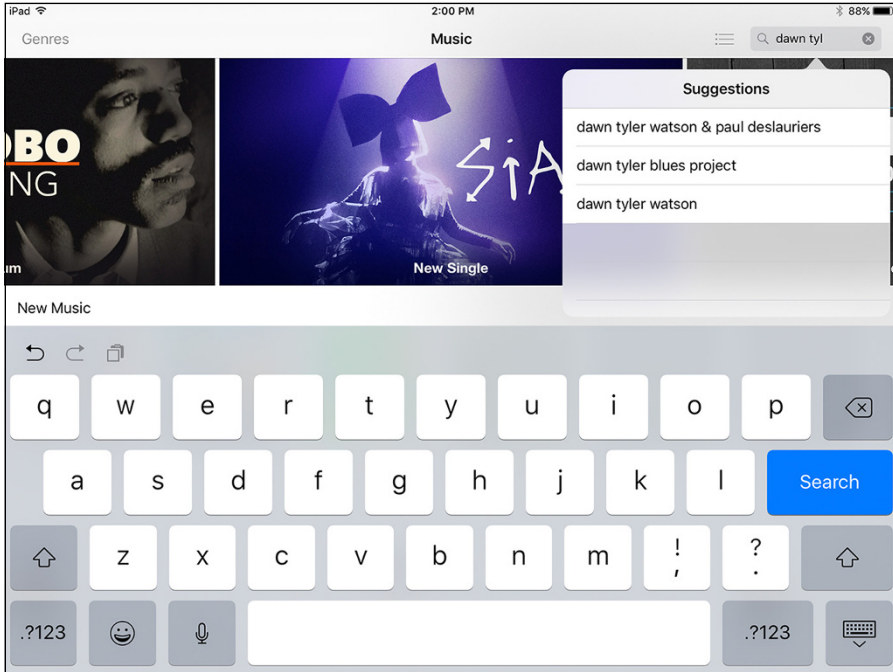 iPad 2:00 PM 88%
Genres Music dawn tyl
Suggestions
dawn tyler watson & paul deslauriers
dawn tyler blues project
dawn tyler watson
BO
NG
SiA
um New Single
New Music
q w e r t y u i o p
a s d f g h j k l Search
z x c v b n m ! , ? .
.?123 .?123